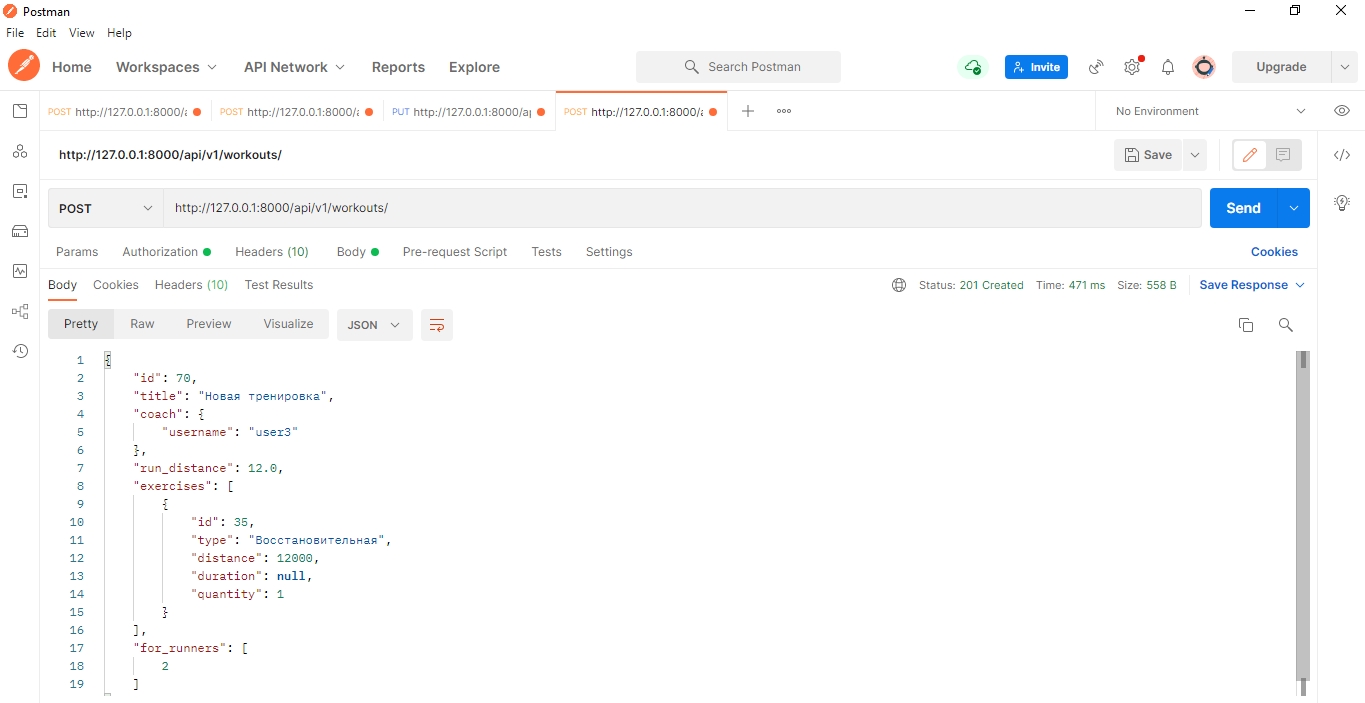 Postman
File Edit View Help
Home Workspaces API Network Reports Explore Search Postman Invite Upgrade
POST http://127.0.0.1:8000/ POST http://127.0.0.1:8000/ PUT http://127.0.0.1:8000/ap POST http://127.0.0.1:8000/ No Environment
http://127.0.0.1:8000/api/v1/workouts/ Save
POST http://127.0.0.1:8000/api/v1/workouts/ Send
Params Authorization Headers (10) Body Pre-request Script Tests Settings Cookies
Body Cookies Headers (10) Test Results Status: 201 Created Time: 471 ms Size: 558 B Save Response
Pretty Raw Preview Visualize JSON
1 {
2 "id": 70,
3 "title": "Новая тренировка",
4 "coach": {
5 "username": "user3"
6 },
7 "run_distance": 12.0,
8 "exercises": [
9 {
10 "id": 35,
11 "type": "Восстановительная",
12 "distance": 12000,
13 "duration": null,
14 "quantity": 1
15 }
16 ],
17 "for_runners": [
18 2
19 ]